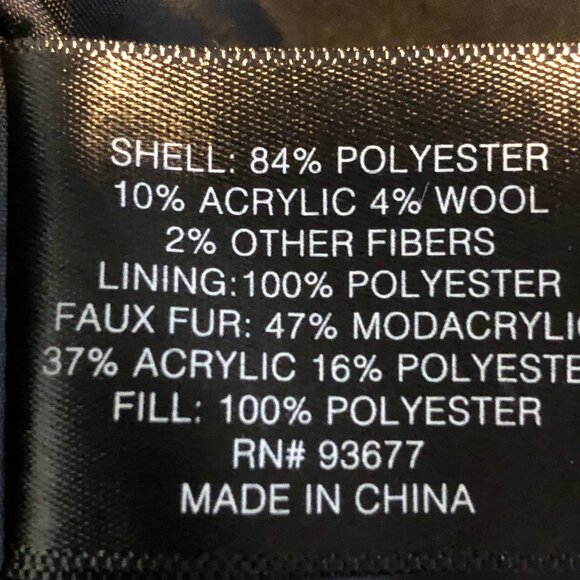 SHELL: 84% POLYESTER
10% ACRYLIC 4% WOOL
2% OTHER FIBERS
LINING:100% POLYESTER
FAUX FUR: 47% MODACRYLIC
37% ACRYLIC 16% POLYESTE
FILL: 100% POLYESTER
RN# 93677
MADE IN CHINA